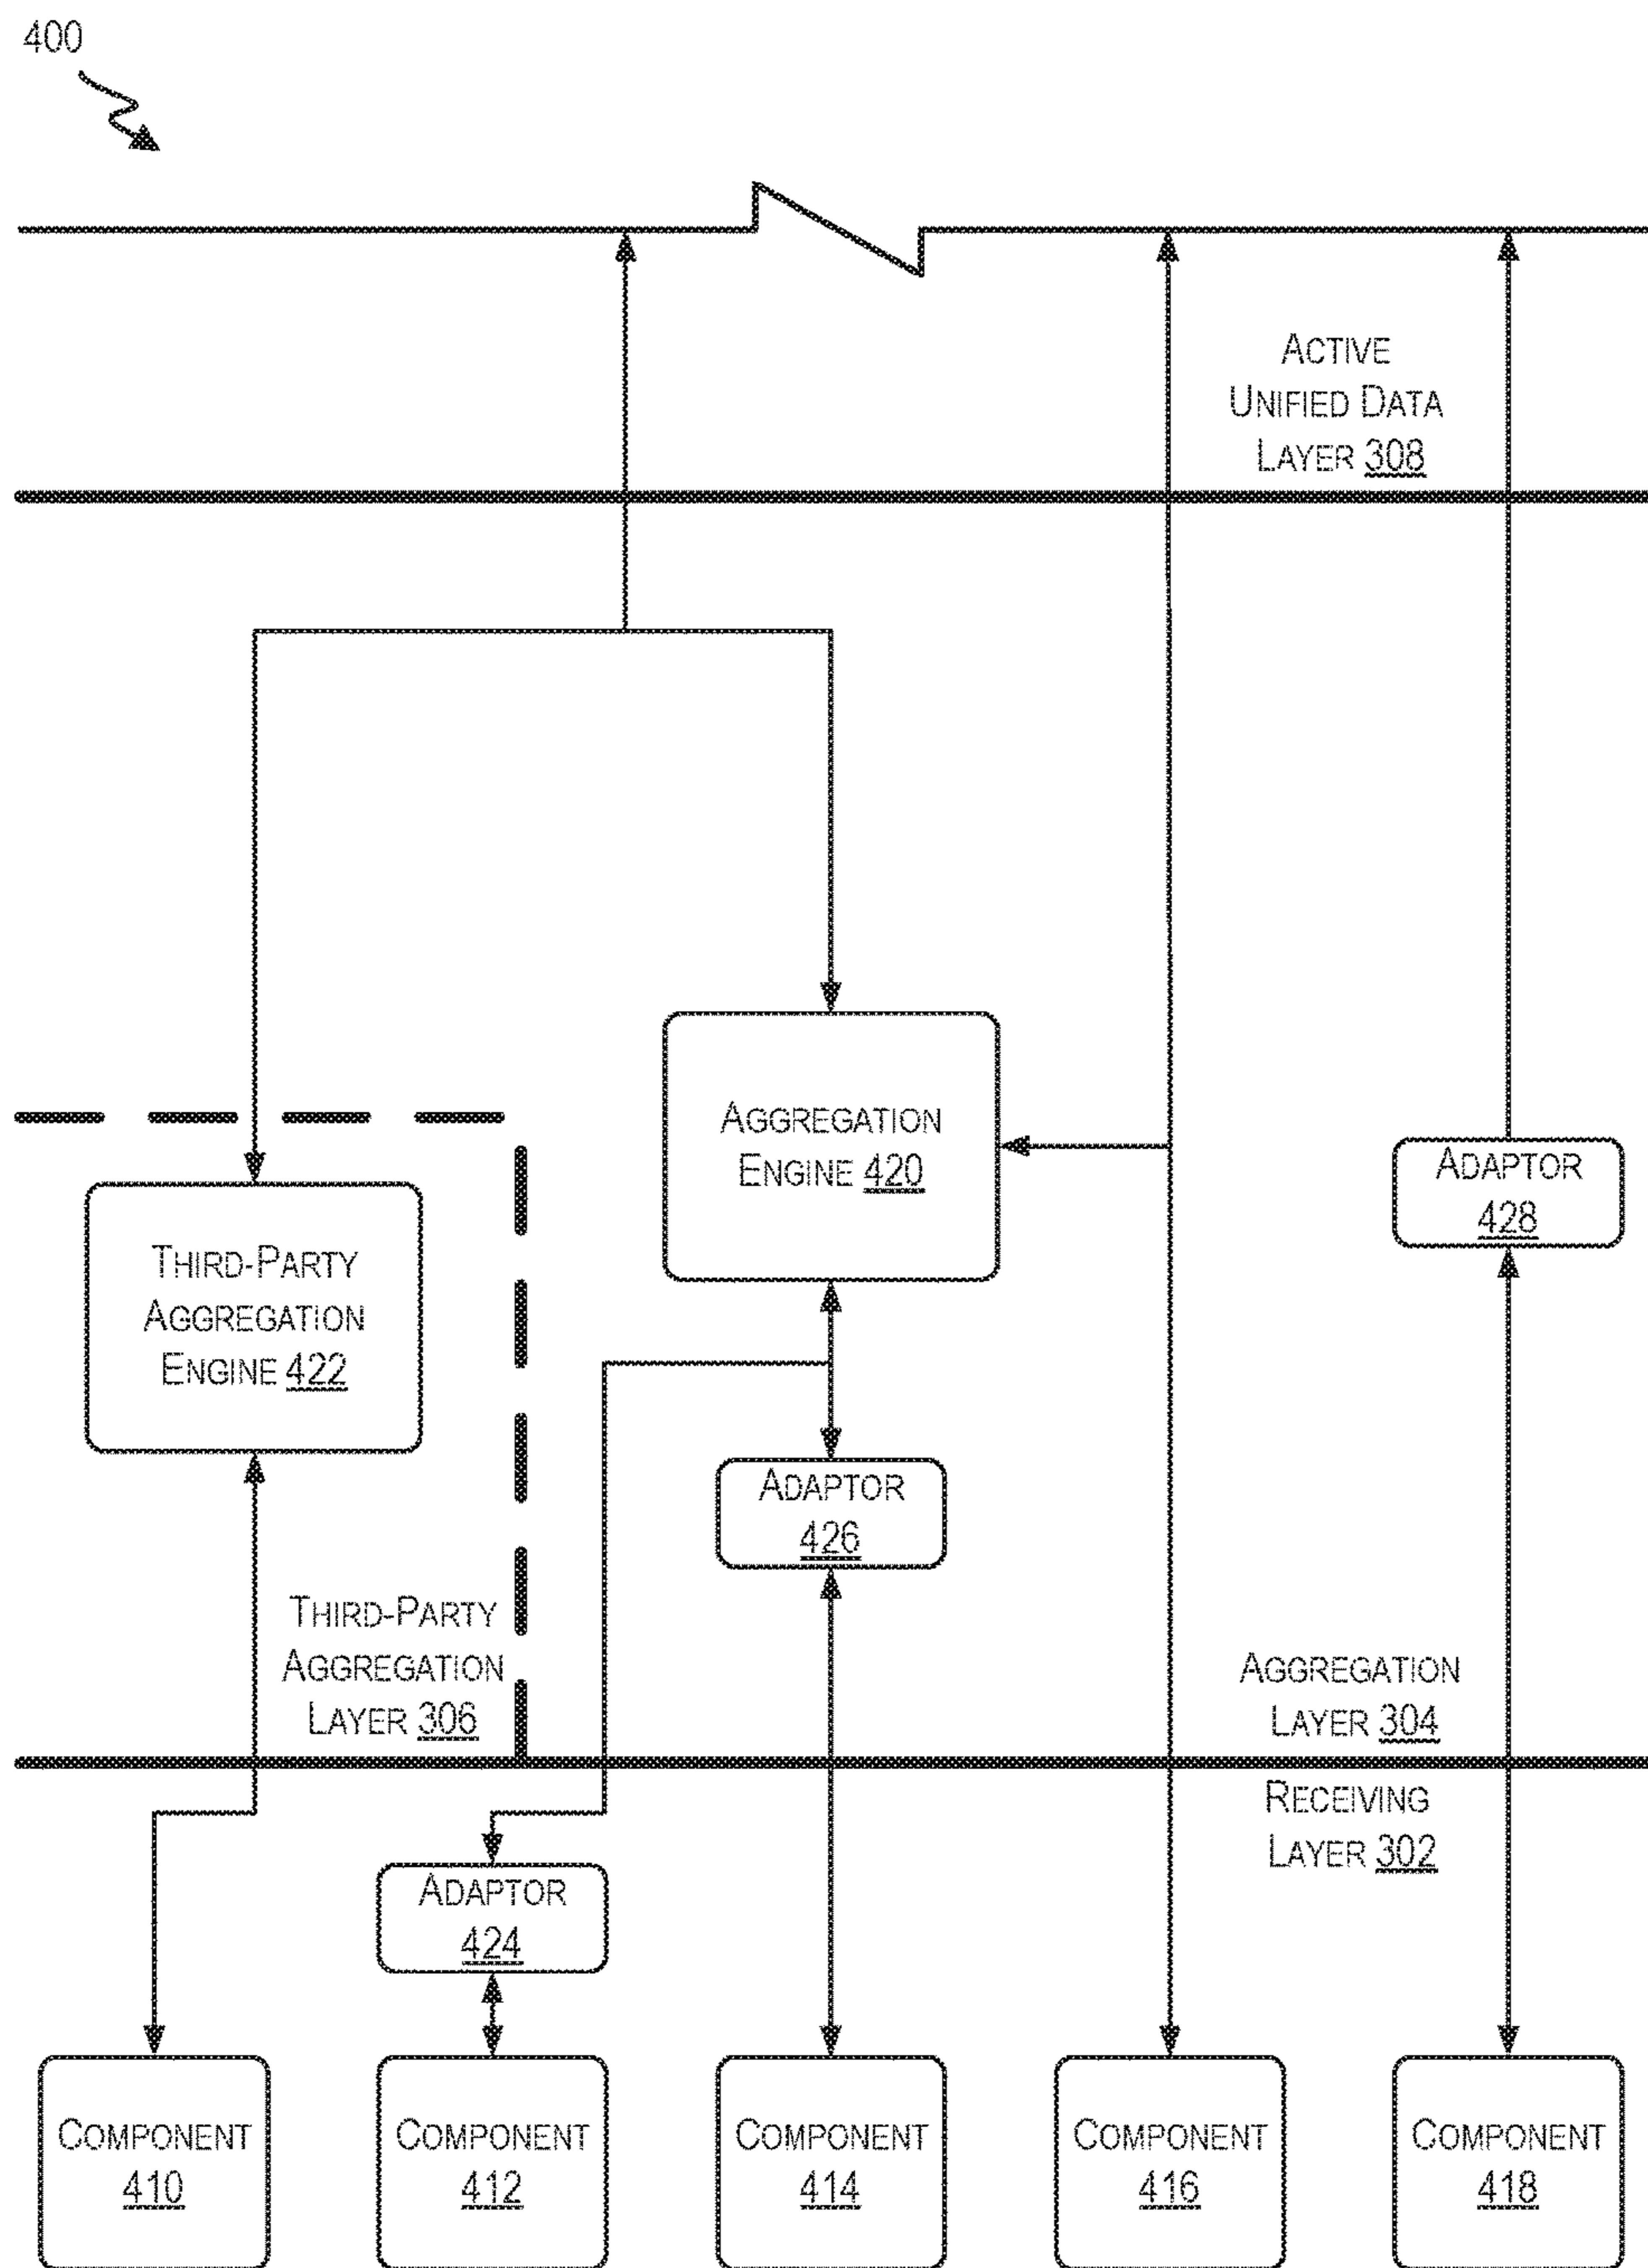 400
ACTIVE
UNIFIED DATA
LAYER 308
AGGREGATION
ENGINE 420
ADAPTOR
428
THIRD-PARTY
AGGREGATION
ENGINE 422
ADAPTOR
426
THIRD-PARTY
AGGREGATION
LAYER 306
AGGREGATION
LAYER 304
RECEIVING
LAYER 302
ADAPTOR
424
COMPONENT
410
COMPONENT
412
COMPONENT
414
COMPONENT
416
COMPONENT
418